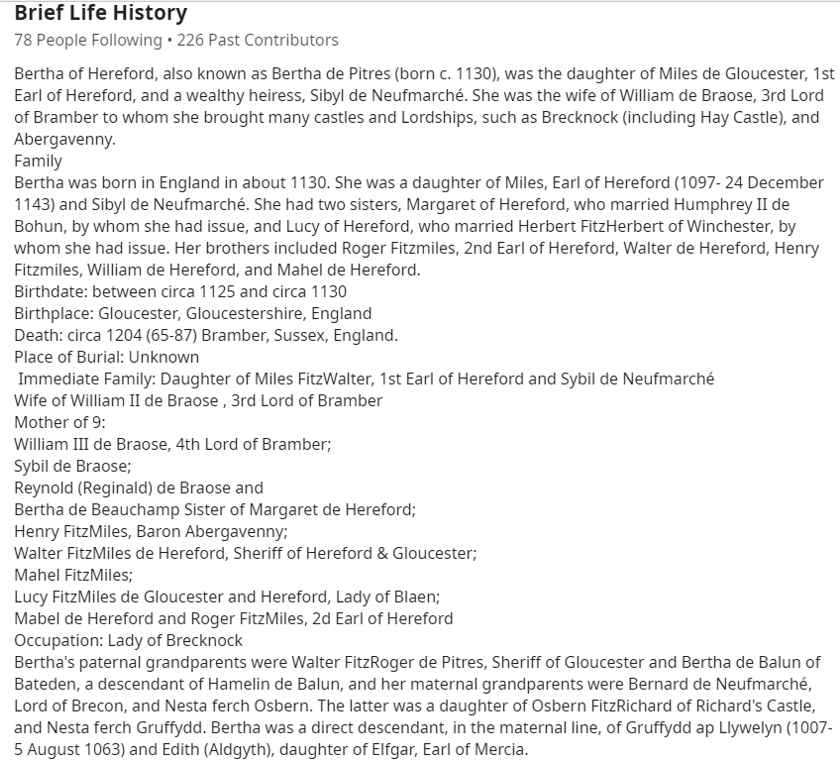 Brief Life History
78 People Following • 226 Past Contributors
Bertha of Hereford, also known as Bertha de Pitres (born c. 1130), was the daughter of Miles de Gloucester, 1st
Earl of Hereford, and a wealthy heiress, Sibyl de Neufmarché. She was the wife of William de Braose, 3rd Lord
of Bramber to whom she brought many castles and Lordships, such as Brecknock (including Hay Castle), and
Abergavenny.
Family
Bertha was born in England in about 1130. She was a daughter of Miles, Earl of Hereford (1097- 24 December
1143) and Sibyl de Neufmarché. She had two sisters, Margaret of Hereford, who married Humphrey II de
Bohun, by whom she had issue, and Lucy of Hereford, who married Herbert FitzHerbert of Winchester, by
whom she had issue. Her brothers included Roger Fitzmiles, 2nd Earl of Hereford, Walter de Hereford, Henry
Fitzmiles, William de Hereford, and Mahel de Hereford.
Birthdate: between circa 1125 and circa 1130
Birthplace: Gloucester, Gloucestershire, England
Death: circa 1204 (65-87) Bramber, Sussex, England.
Place of Burial: Unknown
Immediate Family: Daughter of Miles FitzWalter, 1st Earl of Hereford and Sybil de Neufmarché
Wife of William II de Braose , 3rd Lord of Bramber
Mother of 9:
William III de Braose, 4th Lord of Bramber;
Sybil de Braose;
Reynold (Reginald) de Braose and
Bertha de Beauchamp Sister of Margaret de Hereford;
Henry FitzMiles, Baron Abergavenny;
Walter FitzMiles de Hereford, Sheriff of Hereford & Gloucester;
Mahel FitzMiles;
Lucy FitzMiles de Gloucester and Hereford, Lady of Blaen;
Mabel de Hereford and Roger FitzMiles, 2d Earl of Hereford
Occupation: Lady of Brecknock
Bertha's paternal grandparents were Walter FitzRoger de Pitres, Sheriff of Gloucester and Bertha de Balun of
Bateden, a descendant of Hamelin de Balun, and her maternal grandparents were Bernard de Neufmarché,
Lord of Brecon, and Nesta ferch Osbern. The latter was a daughter of Osbern FitzRichard of Richard's Castle,
and Nesta ferch Gruffydd. Bertha was a direct descendant, in the maternal line, of Gruffydd ap Llywelyn (1007-
5 August 1063) and Edith (Aldgyth), daughter of Elfgar, Earl of Mercia.